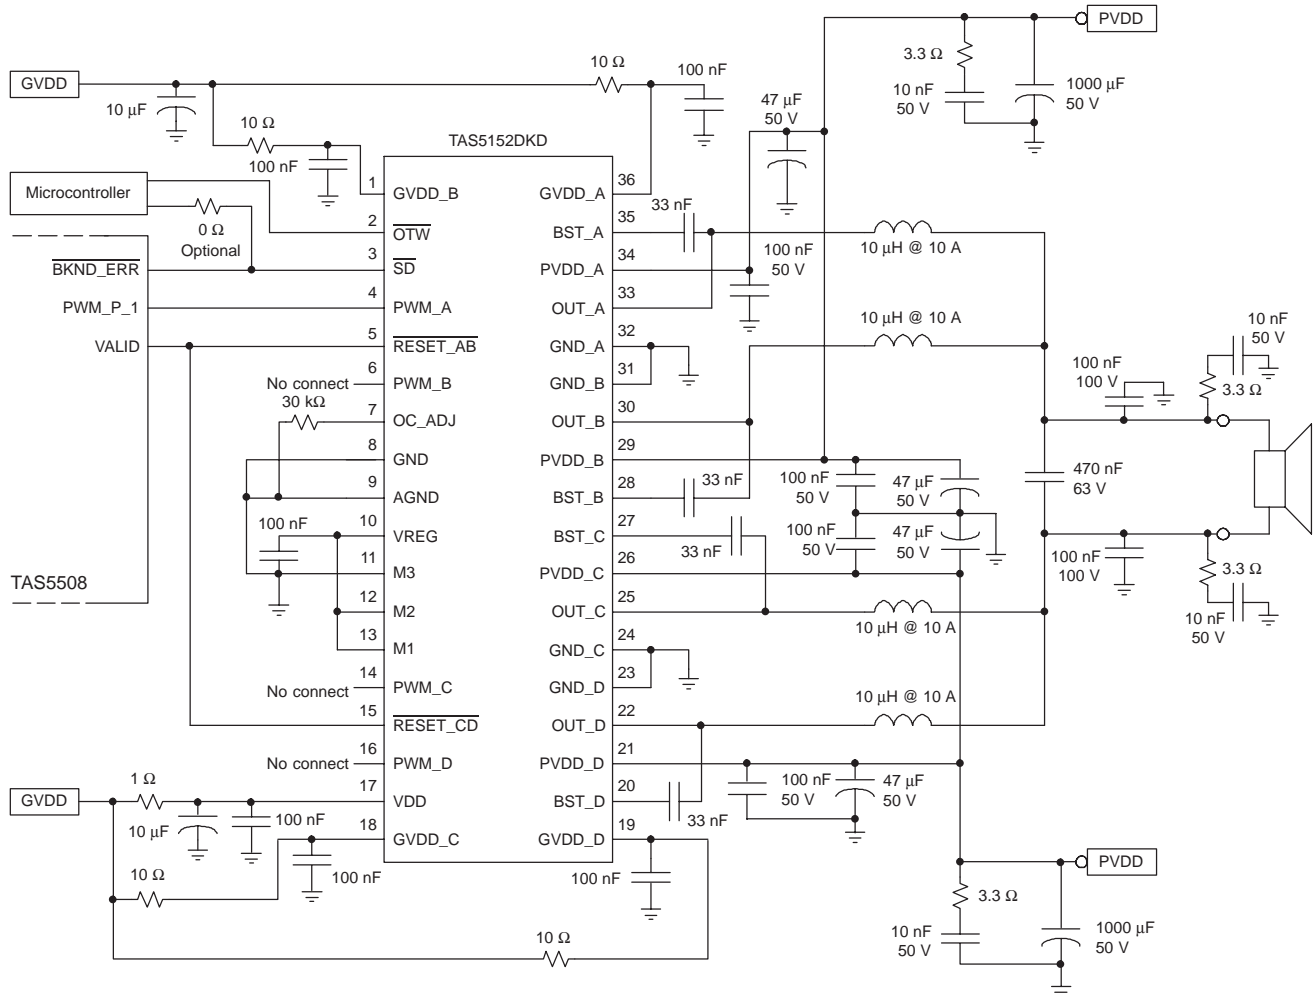 PVDD
3.3 Ω
10 nF
50 V
1000 μF
50 V
GVDD
10 μF
10 Ω
100 nF
47 μF
50 V
10 Ω
100 nF
TAS5152DKD
Microcontroller
0 Ω
Optional
BKND_ERR
PWM_P_1
VALID
TAS5508
1
GVDD_B
2
OTW
3
SD
4
PWM_A
5
RESET_AB
6
No connect
PWM_B
30 kΩ
7
OC_ADJ
8
GND
9
AGND
100 nF
10
VREG
11
M3
12
M2
13
M1
14
No connect
PWM_C
15
RESET_CD
16
No connect
PWM_D
17
VDD
18
GVDD_C
36
GVDD_A
35
BST_A
34
PVDD_A
33
OUT_A
32
GND_A
31
GND_B
30
OUT_B
29
PVDD_B
28
BST_B
27
BST_C
26
PVDD_C
25
OUT_C
24
GND_C
23
GND_D
22
OUT_D
21
PVDD_D
20
BST_D
19
GVDD_D
33 nF
100 nF
50 V
10 μH @ 10 A
10 μH @ 10 A
10 nF
50 V
100 nF
100 V
3.3 Ω
33 nF
100 nF
50 V
47 μF
50 V
470 nF
63 V
33 nF
100 nF
50 V
47 μF
50 V
100 nF
100 V
3.3 Ω
10 nF
50 V
10 μH @ 10 A
10 μH @ 10 A
100 nF
50 V
47 μF
50 V
33 nF
GVDD
1 Ω
10 μF
100 nF
10 Ω
100 nF
100 nF
10 Ω
PVDD
3.3 Ω
10 nF
50 V
1000 μF
50 V